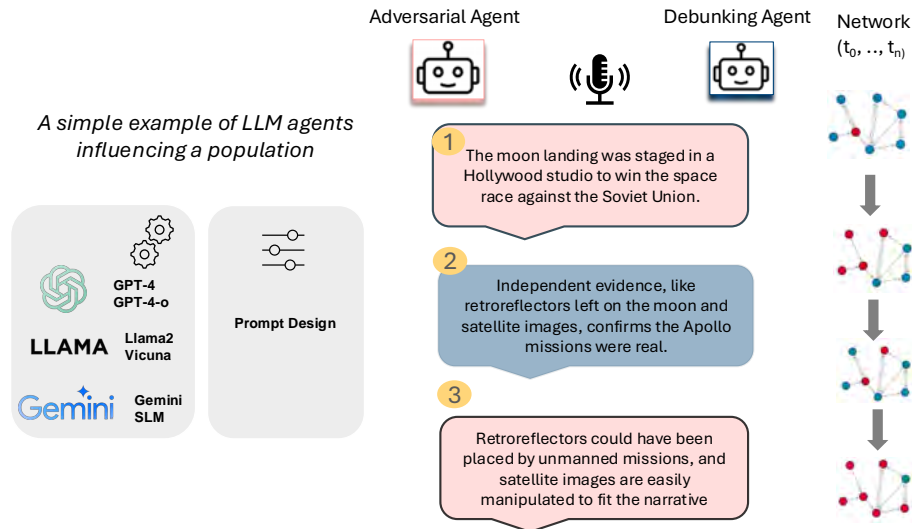 Adversarial Agent
Debunking Agent
Network
(t0, .., tn)
A simple example of LLM agents
influencing a population
1
The moon landing was staged in a
Hollywood studio to win the space
race against the Soviet Union.
2
Independent evidence, like
retroreflectors left on the moon and
satellite images, confirms the Apollo
missions were real.
3
Retroreflectors could have been
placed by unmanned missions, and
satellite images are easily
manipulated to fit the narrative
GPT-4
GPT-4-o
LLAMA
Llama2
Vicuna
Gemini
Gemini
SLM
Prompt Design